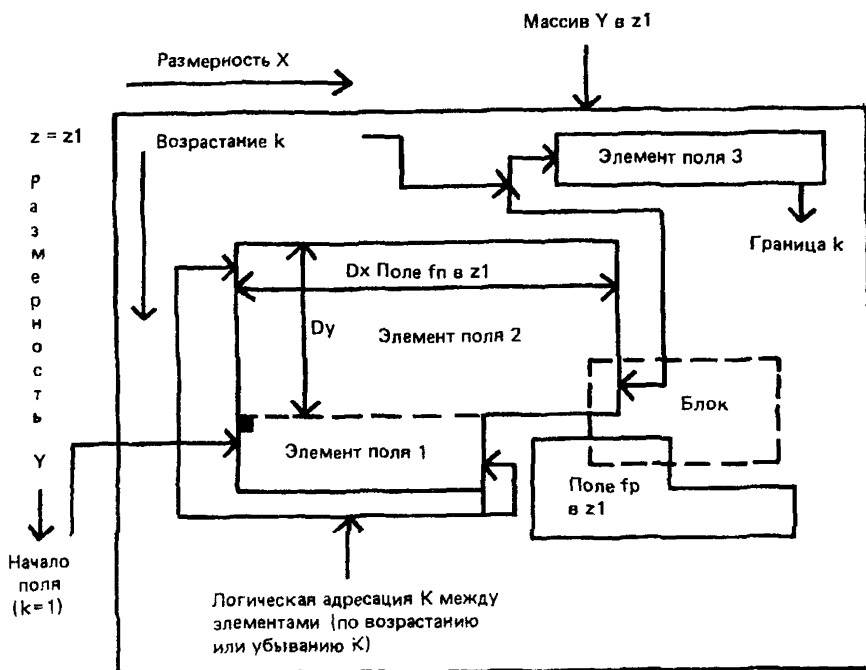 Массив Y в z1
Размерность X
z = z1
Возрастание k
Элемент поля 3
Граница k
размерность Y
Dx Поле fn в z1
Dy
Элемент поля 2
Блок
Элемент поля 1
Поле fp
в z1
Начало
поля
(k=1)
Логическая адресация K между
элементами (по возрастанию
или убыванию K)